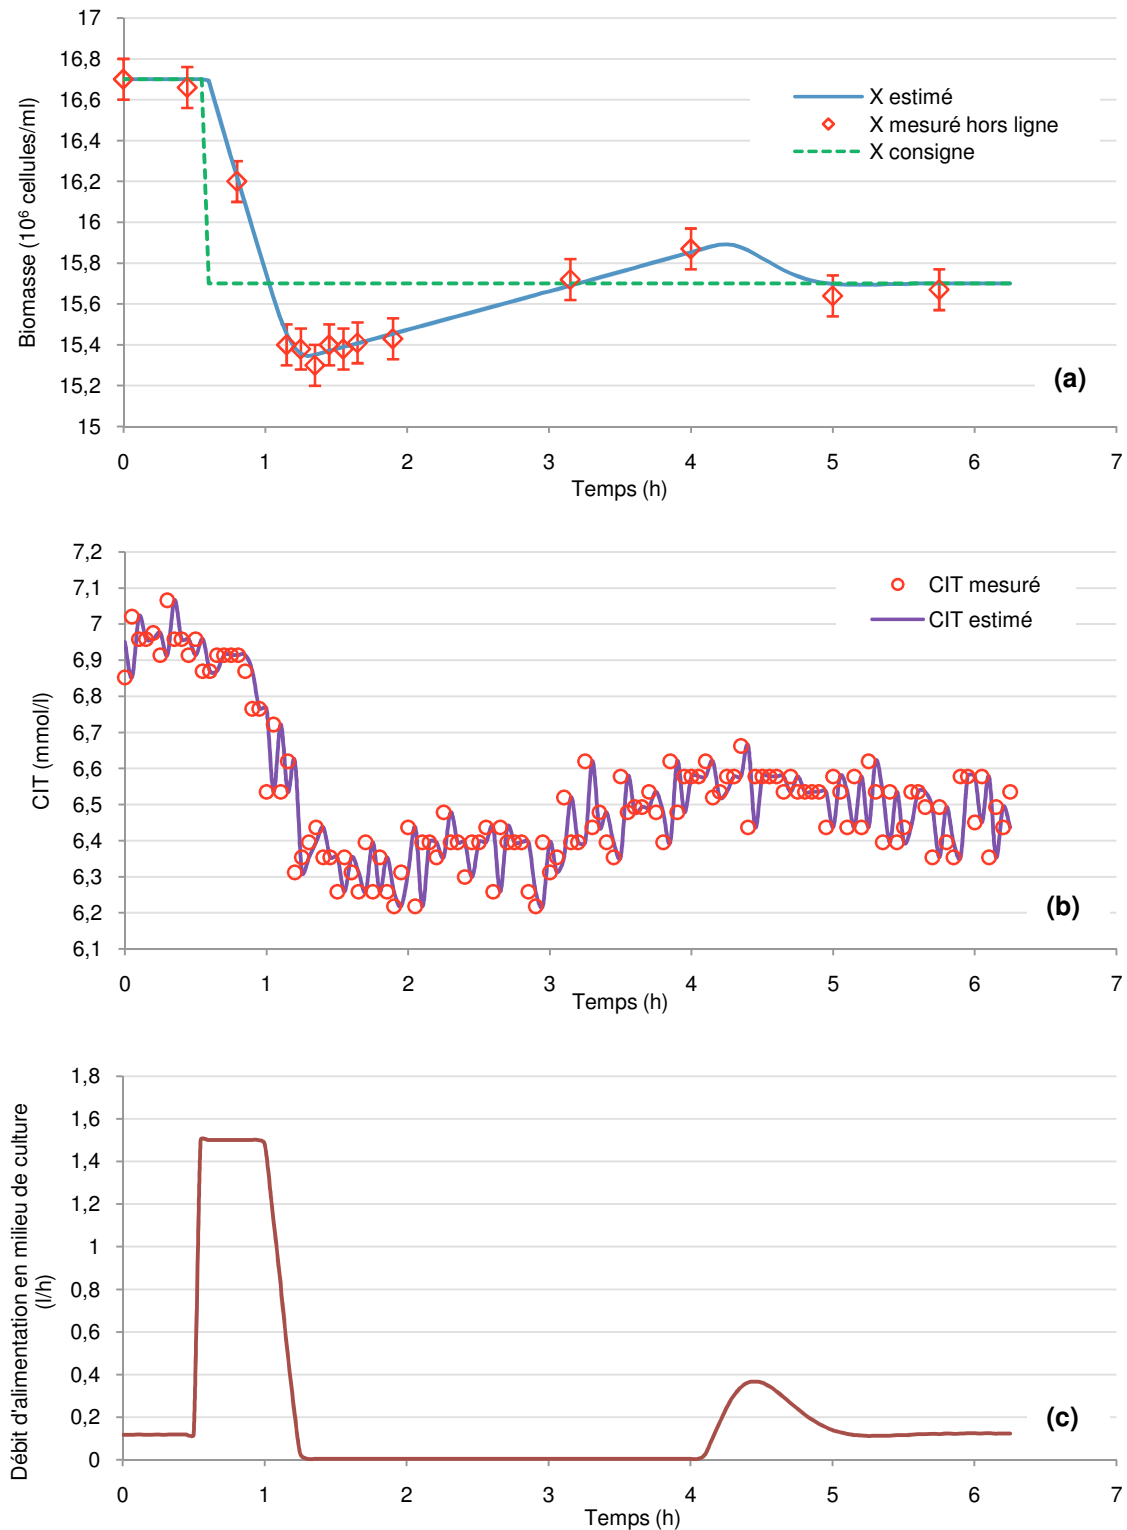 17
16,8
16,6
16,4
16,2
16
15,8
15,6
15,4
15,2
15
Biomasse (10⁶ cellules/ml)
X estimé
X mesuré hors ligne
X consigne
(a)
0 1 2 3 4 5 6 7
Temps (h)
7,2
7,1
7
6,9
6,8
6,7
6,6
6,5
6,4
6,3
6,2
6,1
CIT (mmol/l)
CIT mesuré
CIT estimé
(b)
0 1 2 3 4 5 6 7
Temps (h)
1,8
1,6
1,4
1,2
1
0,8
0,6
0,4
0,2
0
Débit d'alimentation en milieu de culture
(l/h)
(c)
0 1 2 3 4 5 6 7
Temps (h)